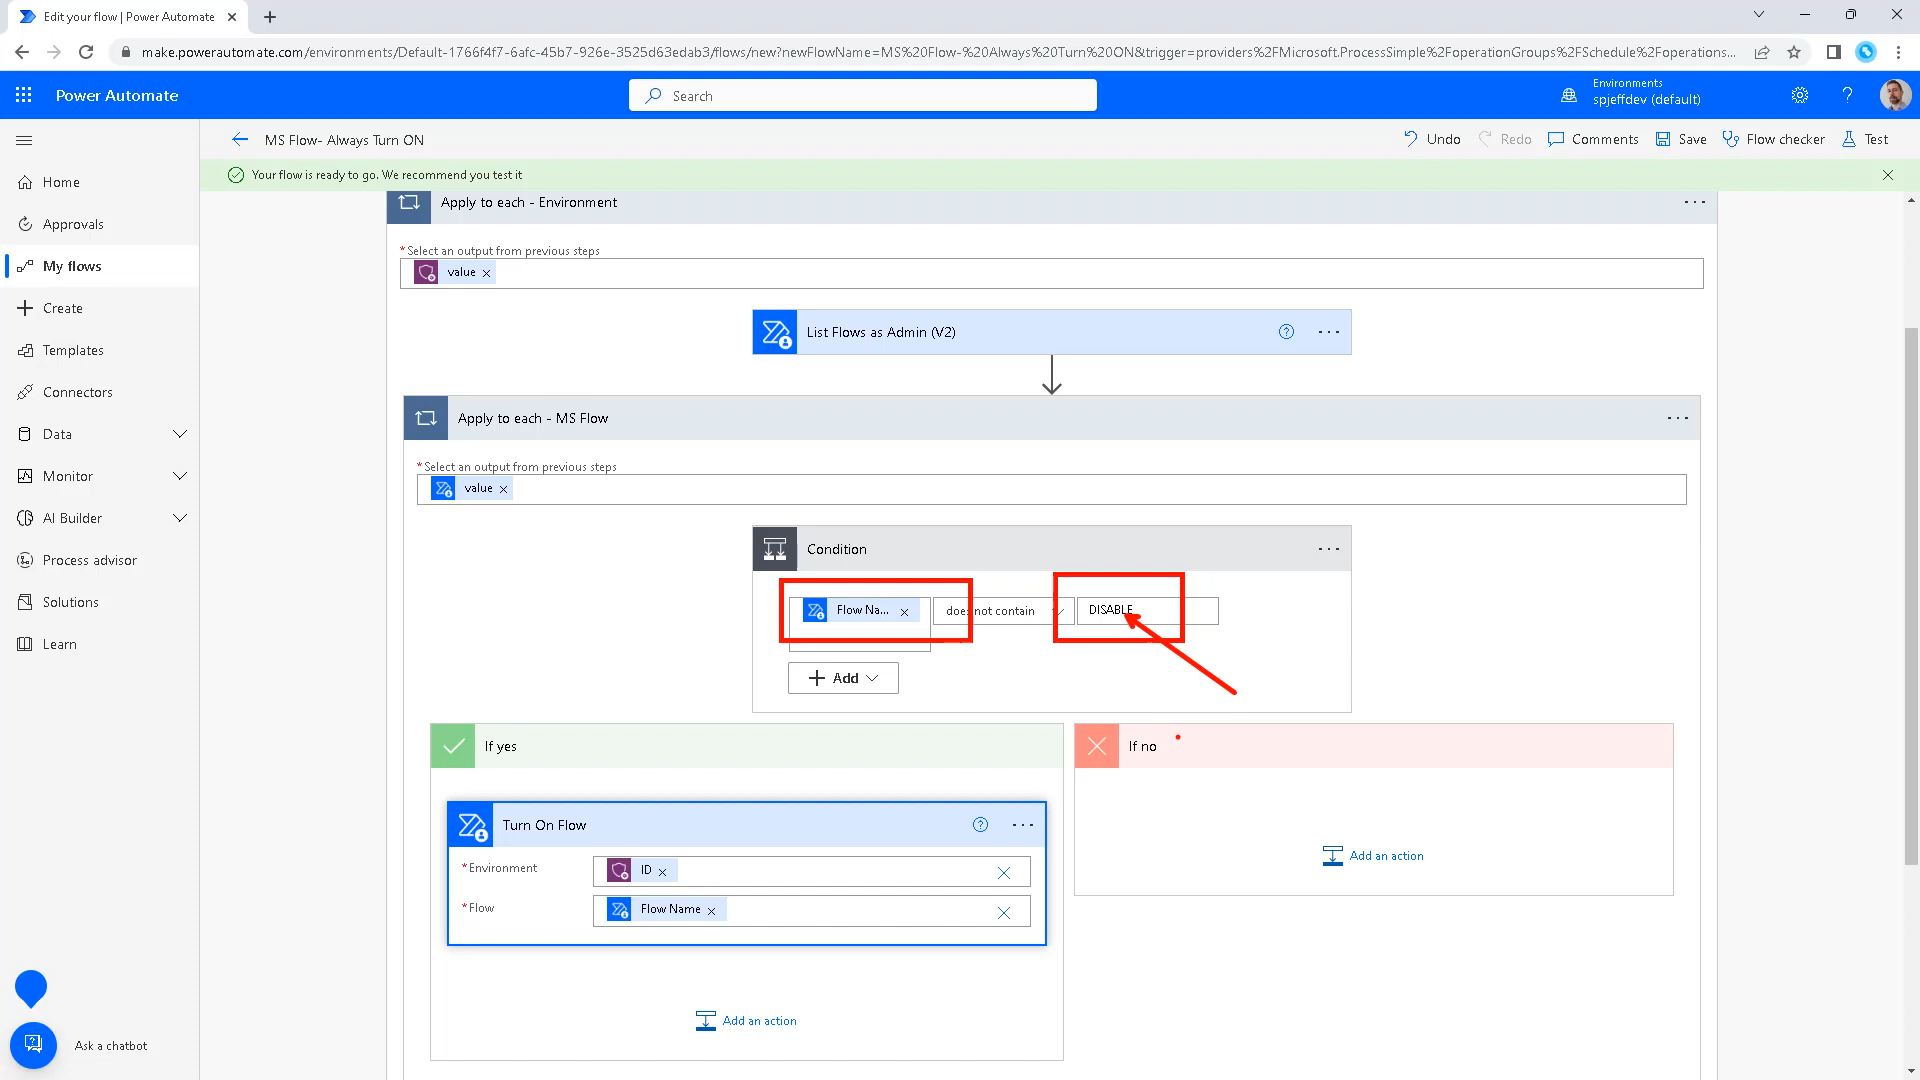 Edit your flow | Power Automate
make.powerautomate.com/environments/Default-1766f4f7-6afc-45b7-926e-3525d63edab3/flows/new?newFlowName=MS%20Flow-%20Always%20Turn%20ON&trigger=providers%2FMicrosoft.ProcessSimple%2FoperationGroups%2FSchedule%2Foperations...
Power Automate
Search
Environments
spjeffdev (default)
MS Flow- Always Turn ON
Undo
Redo
Comments
Save
Flow checker
Test
Your flow is ready to go. We recommend you test it
Home
Approvals
My flows
Create
Templates
Connectors
Data
Monitor
AI Builder
Process advisor
Solutions
Learn
Ask a chatbot
Apply to each - Environment
* Select an output from previous steps
value
List Flows as Admin (V2)
Apply to each - MS Flow
* Select an output from previous steps
value
Condition
Flow Na...
does not contain
DISABLE
Add
If yes
Turn On Flow
* Environment
ID
* Flow
Flow Name
Add an action
If no
Add an action